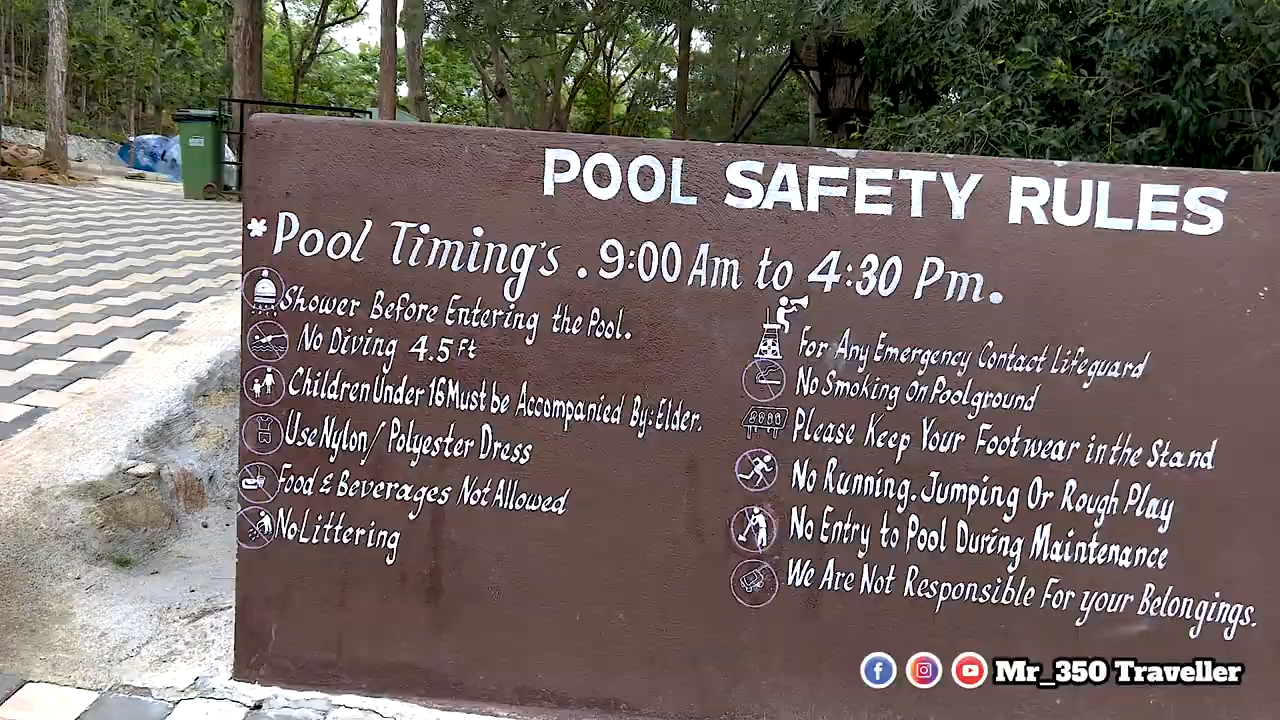 POOL SAFETY RULES
*Pool Timing's . 9:00 Am to 4:30 Pm.
Shower Before Entering the Pool.
No Diving 4.5 Ft
Children Under 16 Must be Accompanied By: Elder.
Use Nylon / Polyester Dress
Food & Beverages Not Allowed
No Littering
For Any Emergency Contact Lifeguard
No Smoking On Poolground
Please Keep Your Footwear in the Stand
No Running. Jumping Or Rough Play
No Entry to Pool During Maintenance
We Are Not Responsible For your Belongings.
Mr_350 Traveller